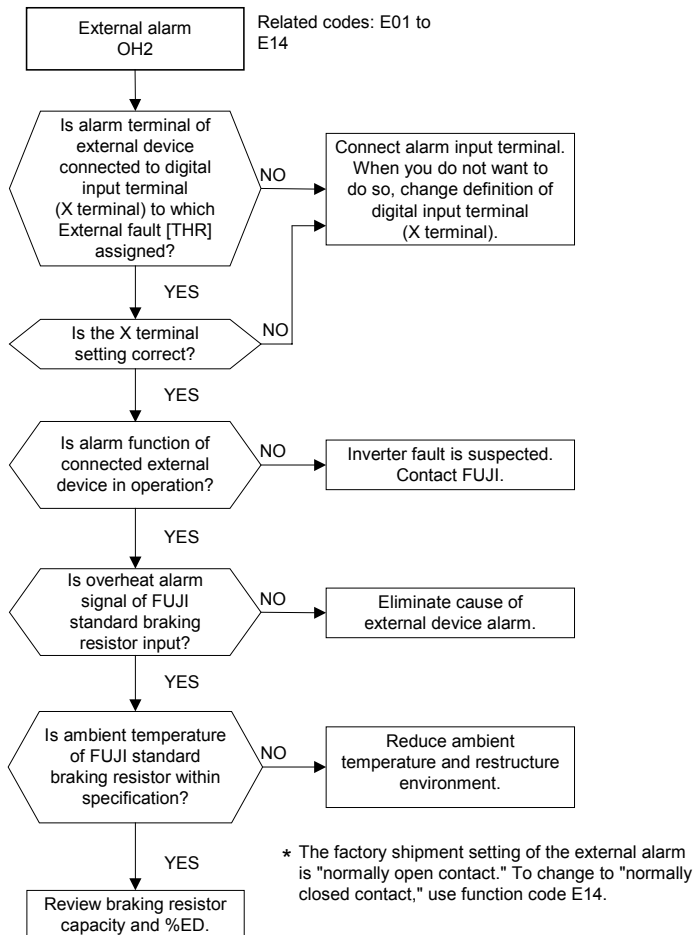 External alarm
OH2
Related codes: E01 to
E14
Is alarm terminal of
external device
connected to digital
input terminal
(X terminal) to which
External fault [THR]
assigned?
NO
Connect alarm input terminal.
When you do not want to
do so, change definition of
digital input terminal
(X terminal).
YES
Is the X terminal
setting correct?
NO
YES
Is alarm function of
connected external
device in operation?
NO
Inverter fault is suspected.
Contact FUJI.
YES
Is overheat alarm
signal of FUJI
standard braking
resistor input?
NO
Eliminate cause of
external device alarm.
YES
Is ambient temperature
of FUJI standard
braking resistor within
specification?
NO
Reduce ambient
temperature and restructure
environment.
YES
Review braking resistor
capacity and %ED.
* The factory shipment setting of the external alarm
is "normally open contact." To change to "normally
closed contact," use function code E14.